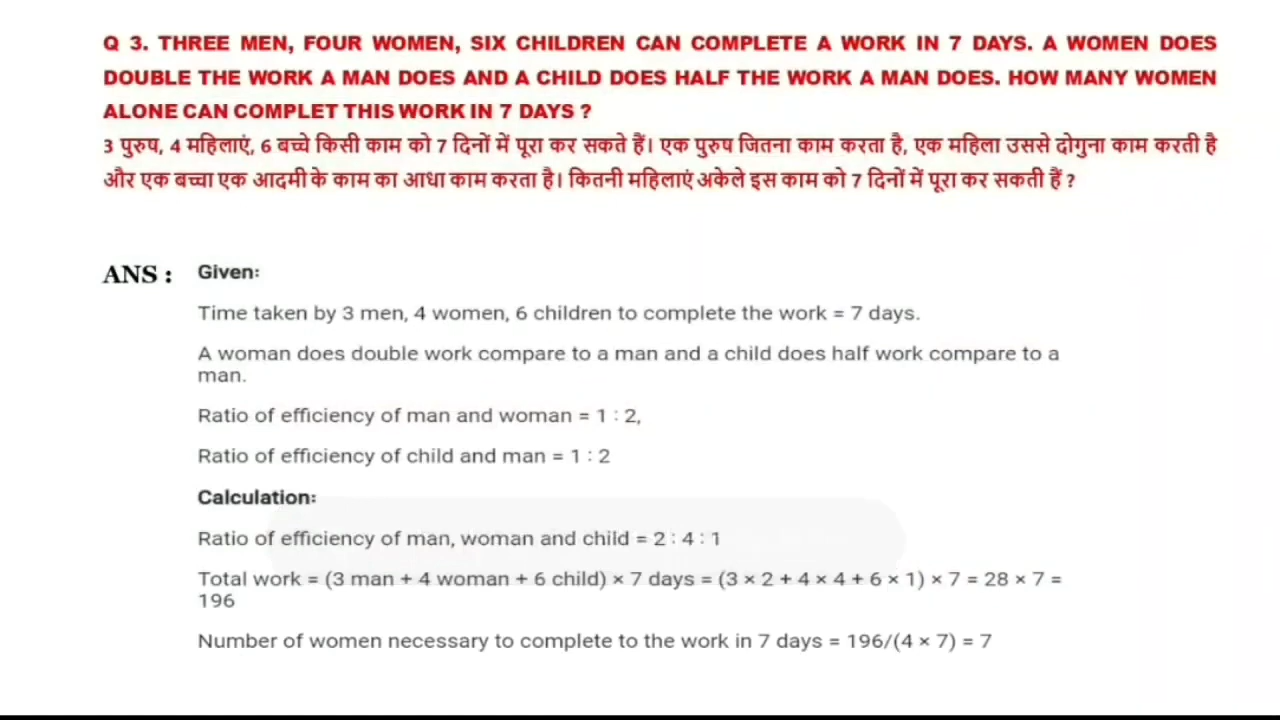 Q 3. THREE MEN, FOUR WOMEN, SIX CHILDREN CAN COMPLETE A WORK IN 7 DAYS. A WOMEN DOES
DOUBLE THE WORK A MAN DOES AND A CHILD DOES HALF THE WORK A MAN DOES. HOW MANY WOMEN
ALONE CAN COMPLET THIS WORK IN 7 DAYS ?
3 पुरुष, 4 महिलाएं, 6 बच्चे किसी काम को 7 दिनों में पूरा कर सकते हैं। एक पुरुष जितना काम करता है, एक महिला उससे दोगुना काम करती है
और एक बच्चा एक आदमी के काम का आधा काम करता है। कितनी महिलाएं अकेले इस काम को 7 दिनों में पूरा कर सकती हैं ?
ANS : Given:
Time taken by 3 men, 4 women, 6 children to complete the work = 7 days.
A woman does double work compare to a man and a child does half work compare to a
man.
Ratio of efficiency of man and woman = 1 : 2,
Ratio of efficiency of child and man = 1 : 2
Calculation:
Ratio of efficiency of man, woman and child = 2 : 4 : 1
Total work = (3 man + 4 woman + 6 child) × 7 days = (3 × 2 + 4 × 4 + 6 × 1) × 7 = 28 × 7 =
196
Number of women necessary to complete to the work in 7 days = 196/(4 × 7) = 7